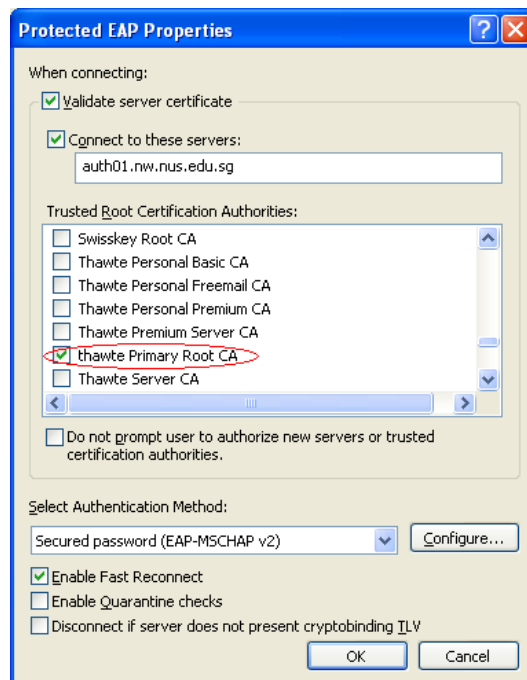 Protected EAP Properties
When connecting:
Validate server certificate
Connect to these servers:
auth01.nw.nus.edu.sg
Trusted Root Certification Authorities:
Swisskey Root CA
Thawte Personal Basic CA
Thawte Personal Freemail CA
Thawte Personal Premium CA
Thawte Premium Server CA
thawte Primary Root CA
Thawte Server CA
Do not prompt user to authorize new servers or trusted
certification authorities.
Select Authentication Method:
Secured password (EAP-MSCHAP v2)
Configure...
Enable Fast Reconnect
Enable Quarantine checks
Disconnect if server does not present cryptobinding TLV
OK
Cancel